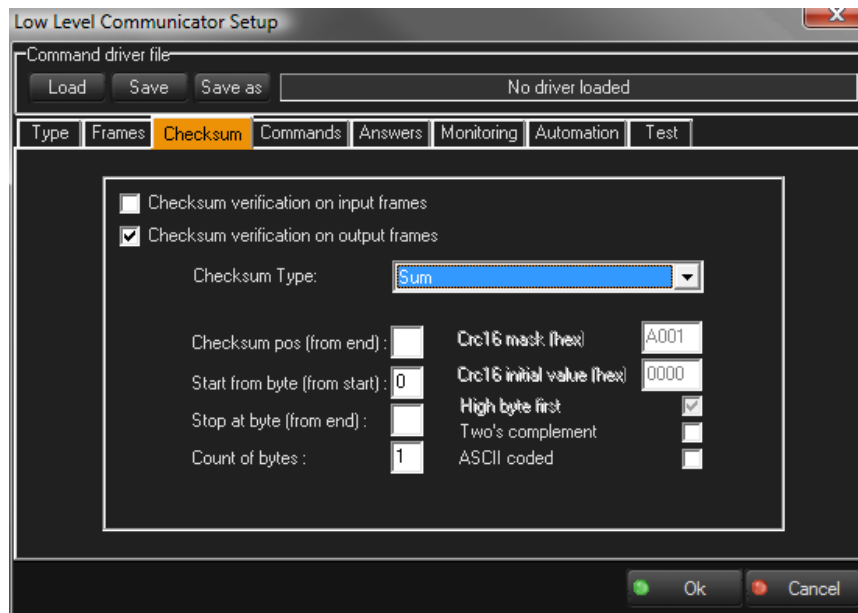 Low Level Communicator Setup
Command driver file
Load Save Save as No driver loaded
Type Frames Checksum Commands Answers Monitoring Automation Test
Checksum verification on input frames
Checksum verification on output frames
Checksum Type: Sum
Checksum pos (from end) : Crc16 mask (hex) A001
Start from byte (from start) : 0 Crc16 initial value (hex) 0000
High byte first
Stop at byte (from end) : Two's complement
Count of bytes : 1 ASCII coded
Ok Cancel